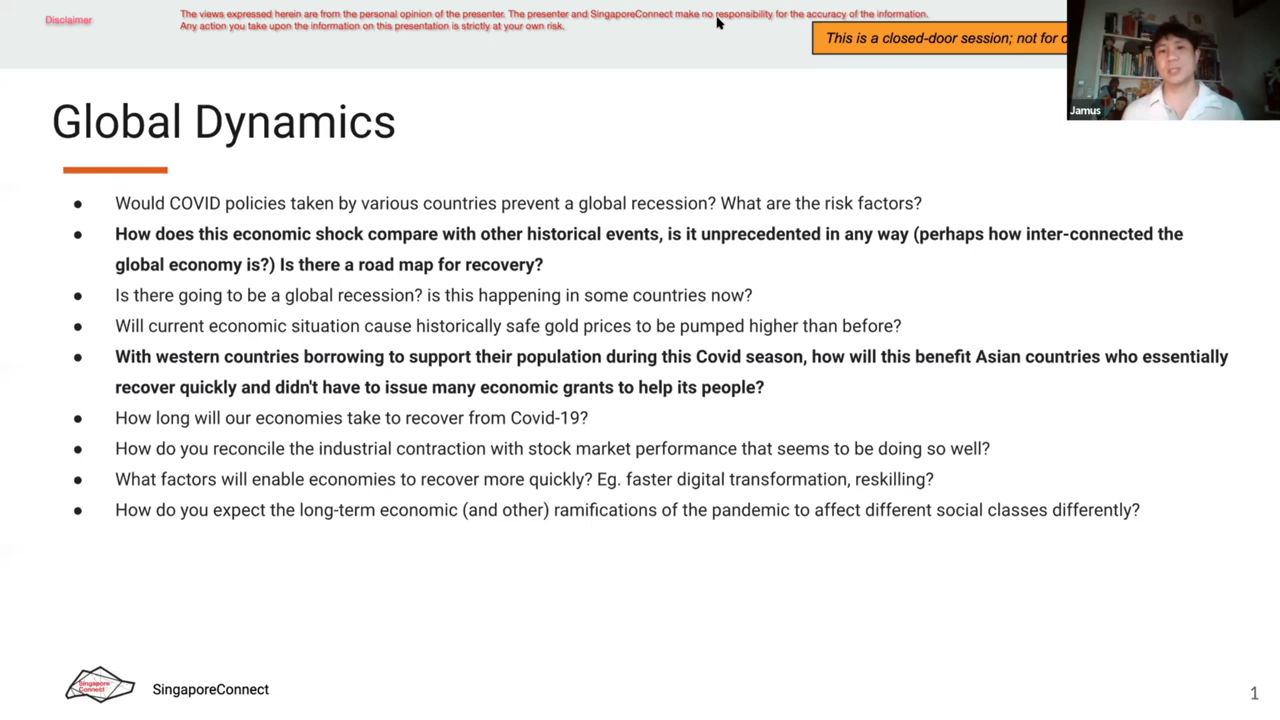 Disclaimer
The views expressed herein are from the personal opinion of the presenter. The presenter and SingaporeConnect make no responsibility for the accuracy of the information.
Any action you take upon the information on this presentation is strictly at your own risk.
This is a closed-door session; not for
Jamus
Global Dynamics
● Would COVID policies taken by various countries prevent a global recession? What are the risk factors?
● How does this economic shock compare with other historical events, is it unprecedented in any way (perhaps how inter-connected the
global economy is?) Is there a road map for recovery?
● Is there going to be a global recession? is this happening in some countries now?
● Will current economic situation cause historically safe gold prices to be pumped higher than before?
● With western countries borrowing to support their population during this Covid season, how will this benefit Asian countries who essentially
recover quickly and didn't have to issue many economic grants to help its people?
● How long will our economies take to recover from Covid-19?
● How do you reconcile the industrial contraction with stock market performance that seems to be doing so well?
● What factors will enable economies to recover more quickly? Eg. faster digital transformation, reskilling?
● How do you expect the long-term economic (and other) ramifications of the pandemic to affect different social classes differently?
Singapore
Connect
SingaporeConnect
1